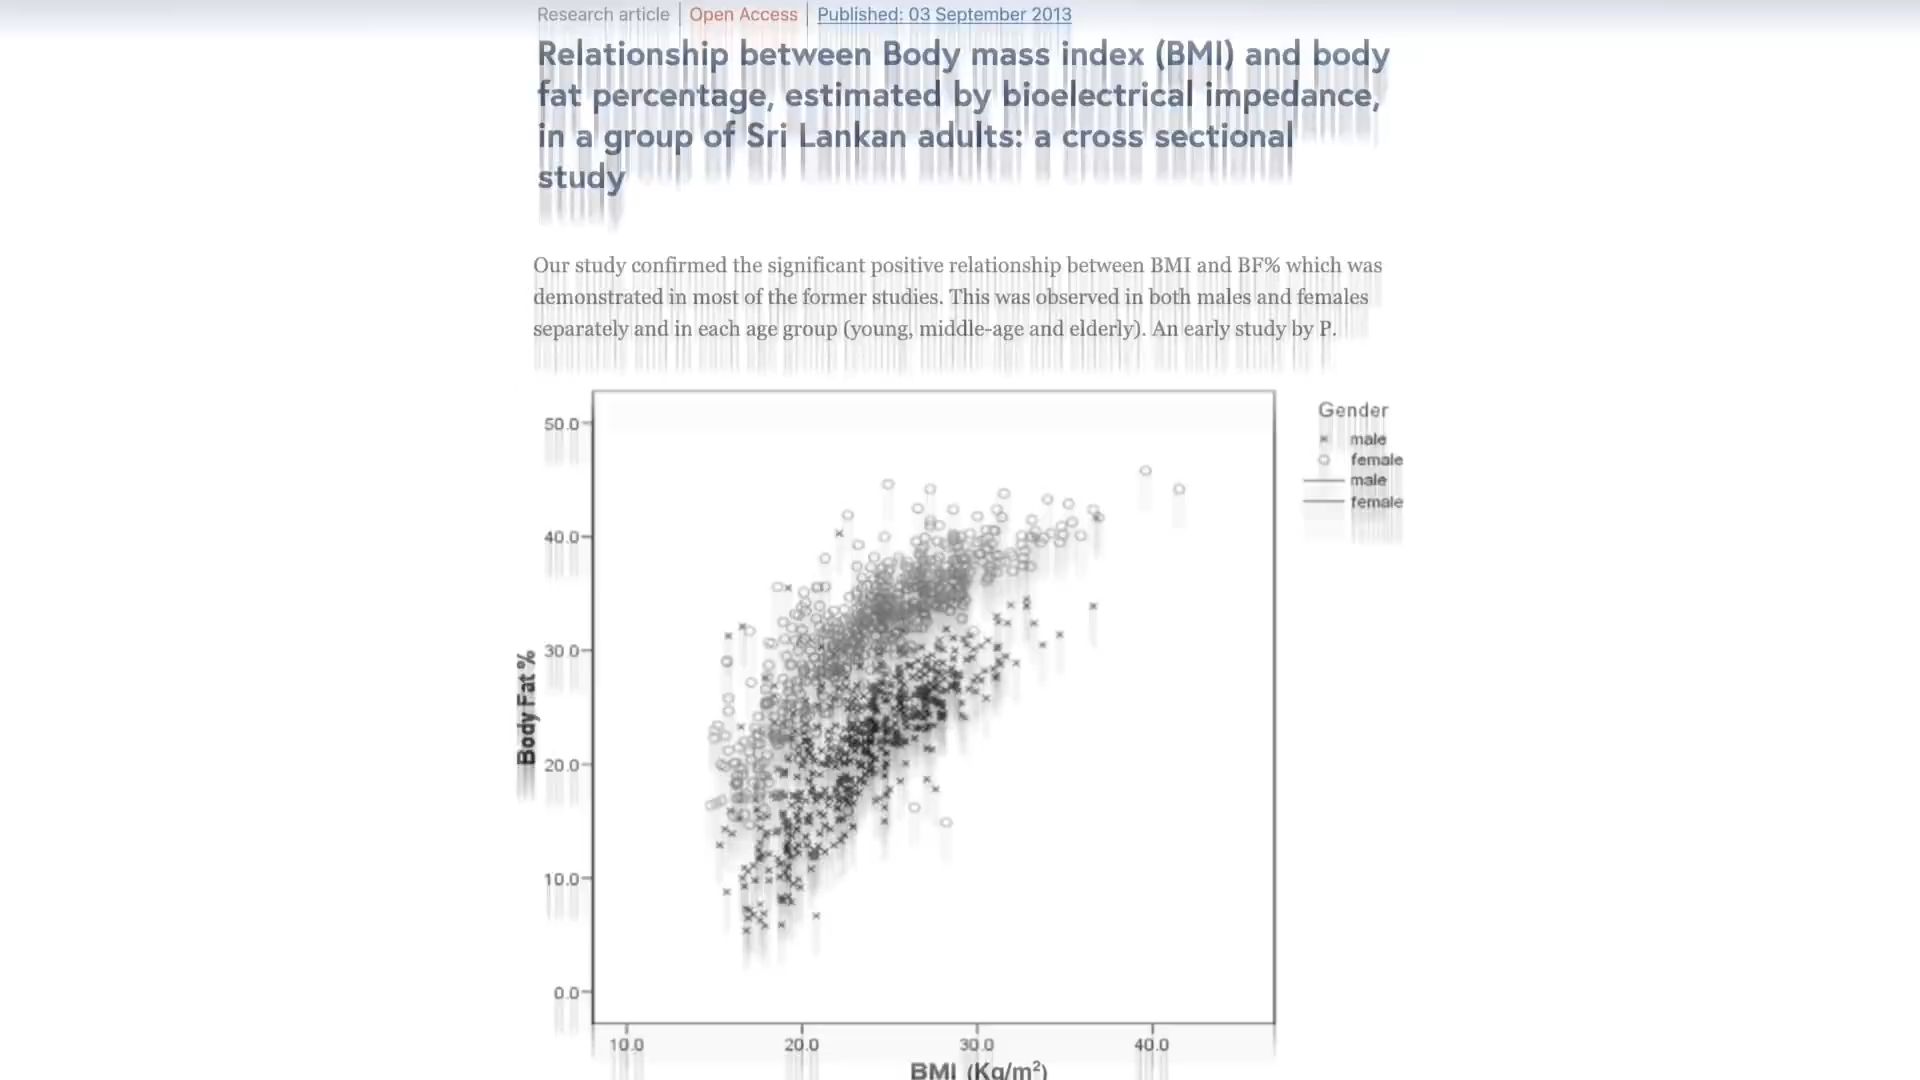 Research article | Open Access | Published: 03 September 2013
Relationship between Body mass index (BMI) and body
fat percentage, estimated by bioelectrical impedance,
in a group of Sri Lankan adults: a cross sectional
study
Our study confirmed the significant positive relationship between BMI and BF% which was
demonstrated in most of the former studies. This was observed in both males and females
separately and in each age group (young, middle-age and elderly). An early study by P.
Gender
male
female
male
female
50.0
40.0
30.0
20.0
10.0
0.0
Body Fat %
10.0 20.0 30.0 40.0
BMI (Kg/m²)